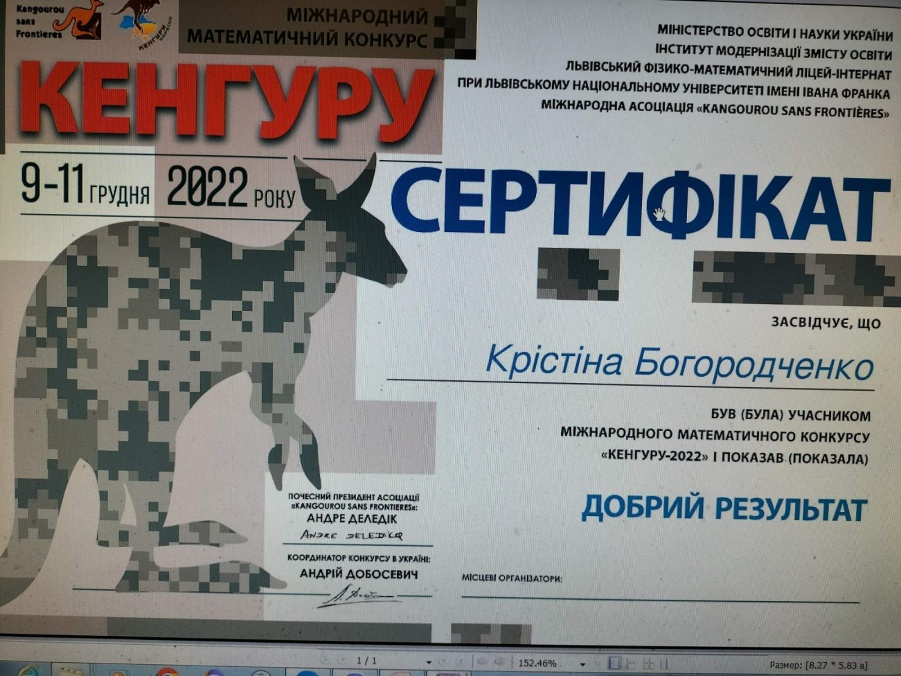 Kangourou
sans
Frontieres
КЕНГУРУ
МІЖНАРОДНИЙ
МАТЕМАТИЧНИЙ КОНКУРС
КЕНГУРУ
9-11 ГРУДНЯ 2022 РОКУ
МІНІСТЕРСТВО ОСВІТИ І НАУКИ УКРАЇНИ
ІНСТИТУТ МОДЕРНІЗАЦІЇ ЗМІСТУ ОСВІТИ
ЛЬВІВСЬКИЙ ФІЗИКО-МАТЕМАТИЧНИЙ ЛІЦЕЙ-ІНТЕРНАТ
ПРИ ЛЬВІВСЬКОМУ НАЦІОНАЛЬНОМУ УНІВЕРСИТЕТІ ІМЕНІ ІВАНА ФРАНКА
МІЖНАРОДНА АСОЦІАЦІЯ «KANGOUROU SANS FRONTIÈRES»
СЕРТИФІКАТ
ЗАСВІДЧУЄ, ЩО
Крістіна Богородченко
БУВ (БУЛА) УЧАСНИКОМ
МІЖНАРОДНОГО МАТЕМАТИЧНОГО КОНКУРСУ
«КЕНГУРУ-2022» І ПОКАЗАВ (ПОКАЗАЛА)
ДОБРИЙ РЕЗУЛЬТАТ
ПОЧЕСНИЙ ПРЕЗИДЕНТ АСОЦІАЦІЇ
«KANGOUROU SANS FRONTIERES»:
АНДРЕ ДЕЛЕДІК
ANDRE DELEDICQ
КООРДИНАТОР КОНКУРСУ В УКРАЇНІ:
АНДРІЙ ДОБОСЕВИЧ
МІСЦЕВІ ОРГАНІЗАТОРИ:
1 / 1
152.46%
Размер: [8.27 * 5.83 в]